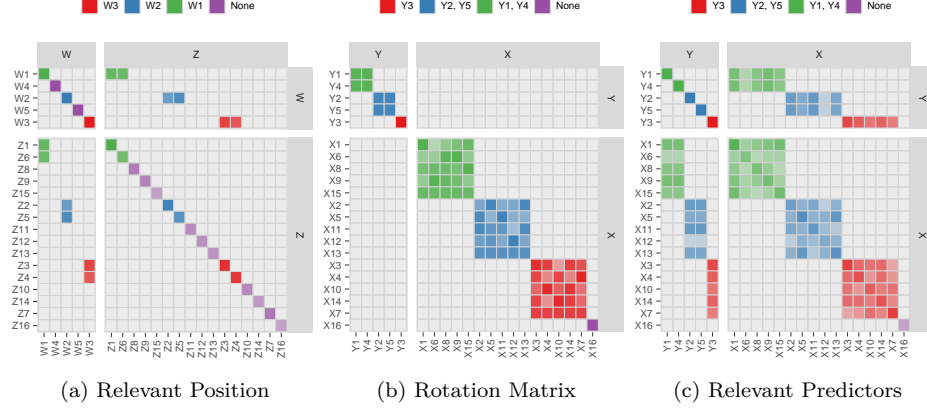 W3 W2 W1 None
Y3 Y2, Y5 Y1, Y4 None
Y3 Y2, Y5 Y1, Y4 None
W Z
W1
W4
W2
W5
W3
W
Z1
Z6
Z8
Z9
Z15
Z2
Z5
Z11
Z12
Z13
Z3
Z4
Z10
Z14
Z7
Z16
Z
W1 W4 W2 W5 W3 Z1 Z6 Z8 Z9 Z15 Z2 Z5 Z11 Z12 Z13 Z3 Z4 Z10 Z14 Z7 Z16
(a) Relevant Position
Y X
Y1
Y4
Y2
Y5
Y3
Y
X1
X6
X8
X9
X15
X2
X5
X11
X12
X13
X3
X4
X10
X14
X7
X16
X
Y1 Y4 Y2 Y5 Y3 X1 X6 X8 X9 X15 X2 X5 X11 X12 X13 X3 X4 X10 X14 X7 X16
(b) Rotation Matrix
Y X
Y1
Y4
Y2
Y5
Y3
Y
X1
X6
X8
X9
X15
X2
X5
X11
X12
X13
X3
X4
X10
X14
X7
X16
X
Y1 Y4 Y2 Y5 Y3 X1 X6 X8 X9 X15 X2 X5 X11 X12 X13 X3 X4 X10 X14 X7 X16
(c) Relevant Predictors